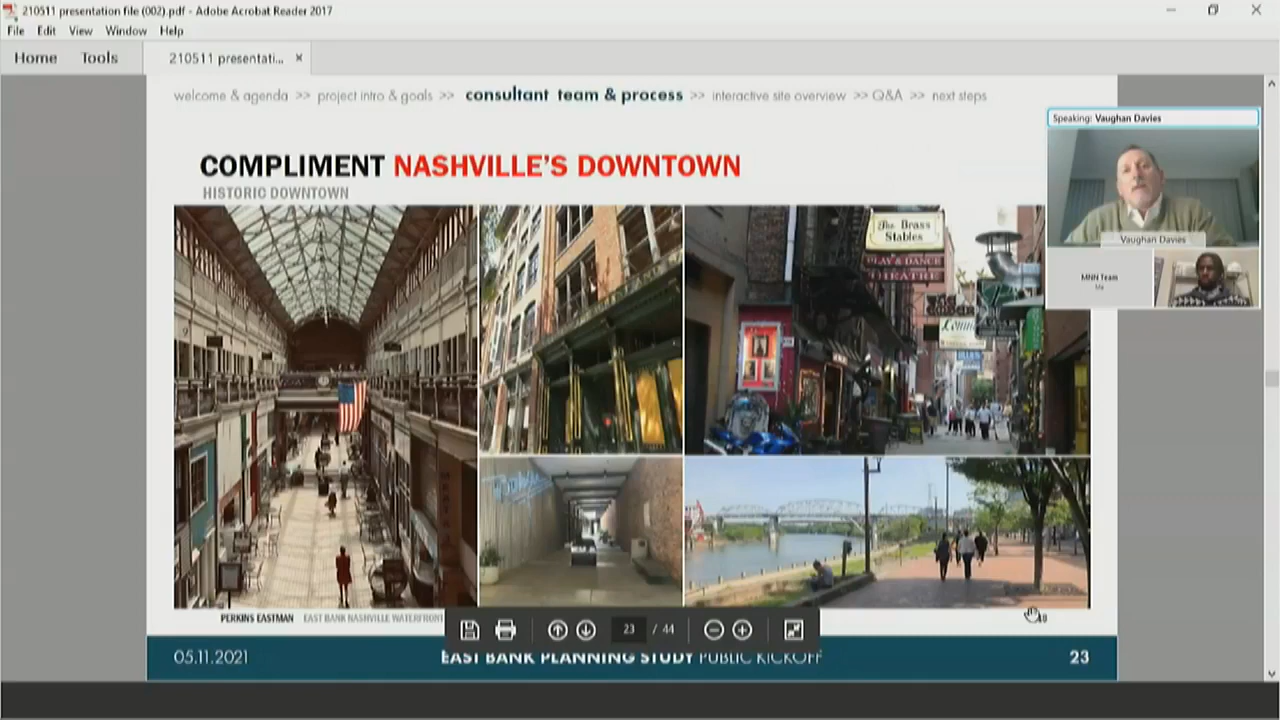 210511 presentation file (002).pdf - Adobe Acrobat Reader 2017
File Edit View Window Help
Home Tools 210511 presentati...
welcome & agenda >> project intro & goals >> consultant team & process >> interactive site overview >> Q&A >> next steps
Speaking: Vaughan Davies
Vaughan Davies
MNN Team
COMPLIMENT NASHVILLE'S DOWNTOWN
HISTORIC DOWNTOWN
The Brass
Stables
PLAY & DANCE
THEATRE
PERKINS EASTMAN EAST BANK NASHVILLE WATERFRONT
23 / 44
05.11.2021
EAST BANK PLANNING STUDY PUBLIC KICKOFF
23